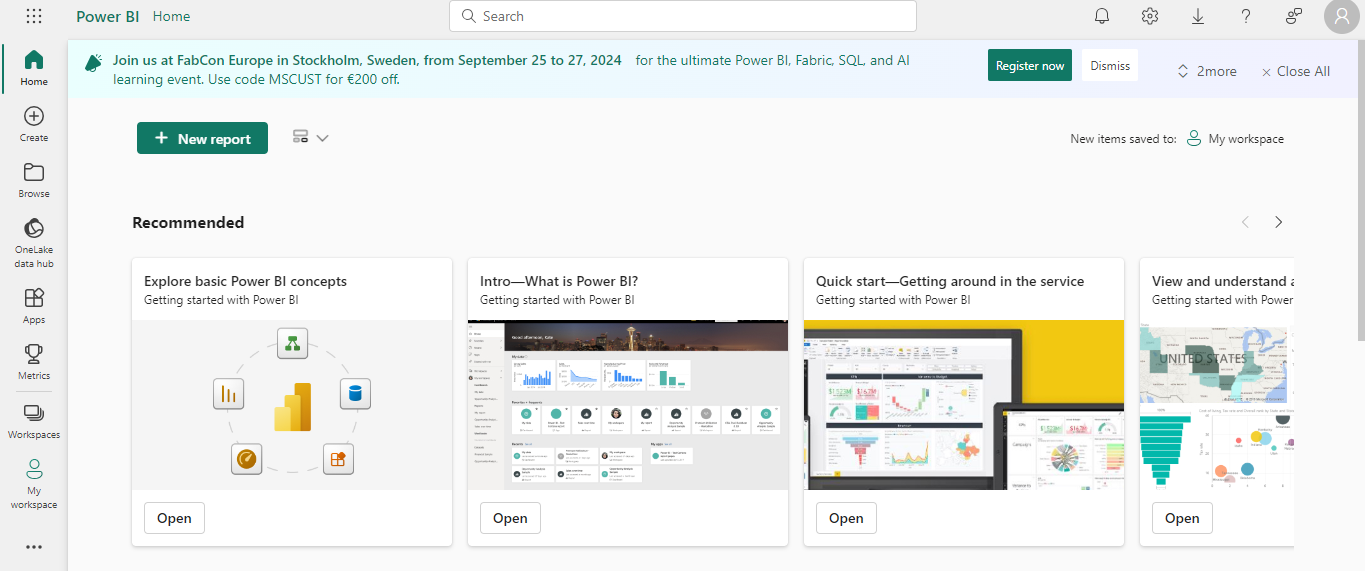 Power BI Home
Search
Join us at FabCon Europe in Stockholm, Sweden, from September 25 to 27, 2024 for the ultimate Power BI, Fabric, SQL, and AI
learning event. Use code MSCUST for €200 off.
Register now
Dismiss
2more
Close All
Home
Create
Browse
OneLake
data hub
Apps
Metrics
Workspaces
My
workspace
New report
New items saved to: My workspace
Recommended
Explore basic Power BI concepts
Getting started with Power BI
Open
Intro—What is Power BI?
Getting started with Power BI
Good afternoon, Kate
Open
Quick start—Getting around in the service
Getting started with Power BI
Open
View and understand a
Getting started with Power
UNITED STATES
Open